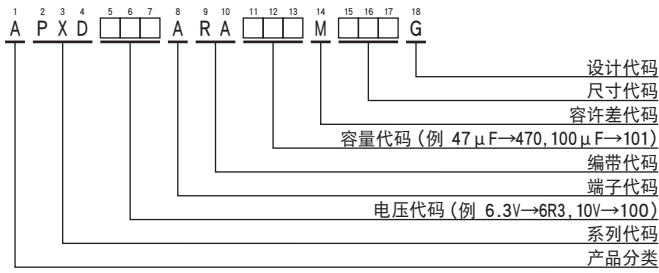 1 2 3 4 5 6 7 8 9 10 11 12 13 14 15 16 17 18
A P X D □□□ A R A □□□ M □□□ G
设计代码
尺寸代码
容许差代码
容量代码（例 47μF→470,100μF→101）
编带代码
端子代码
电压代码（例 6.3V→6R3,10V→100）
系列代码
产品分类